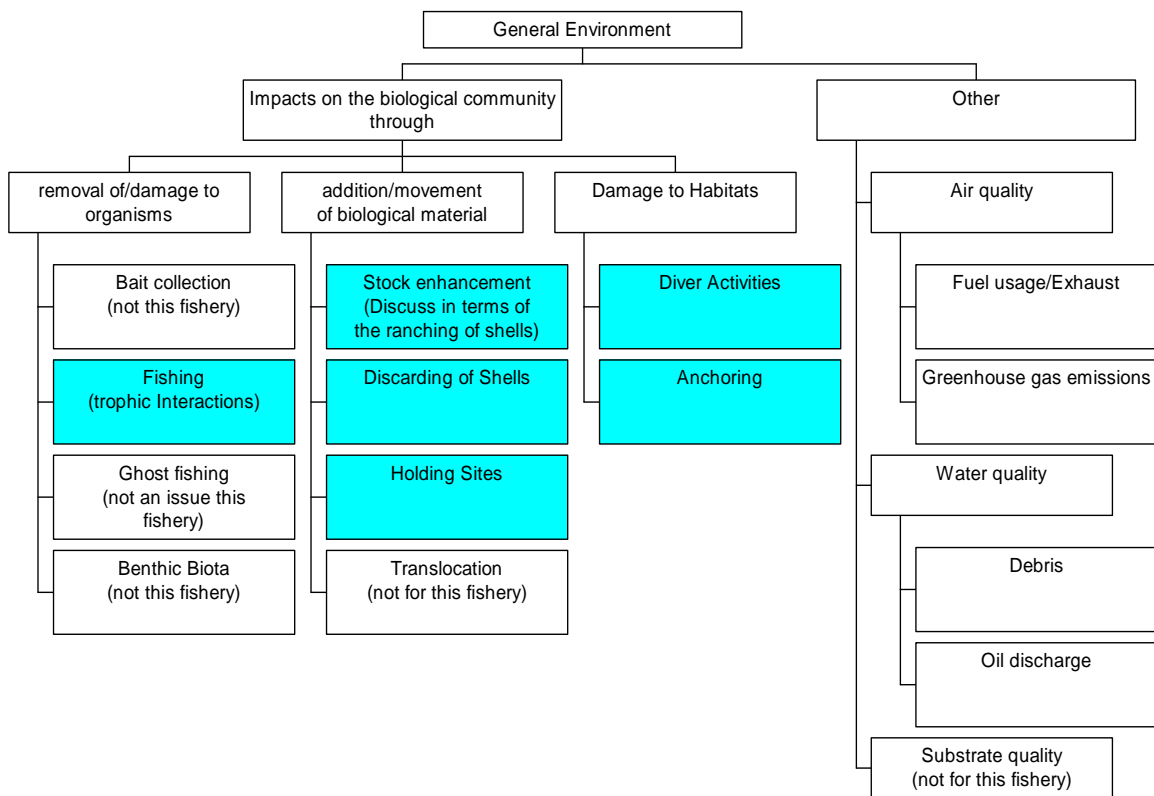 General Environment
Impacts on the biological community
through
Other
removal of/damage to
organisms
addition/movement
of biological material
Damage to Habitats
Air quality
Bait collection
(not this fishery)
Stock enhancement
(Discuss in terms of
the ranching of shells)
Diver Activities
Fuel usage/Exhaust
Fishing
(trophic Interactions)
Discarding of Shells
Anchoring
Greenhouse gas emissions
Ghost fishing
(not an issue this
fishery)
Holding Sites
Water quality
Benthic Biota
(not this fishery)
Translocation
(not for this fishery)
Debris
Oil discharge
Substrate quality
(not for this fishery)